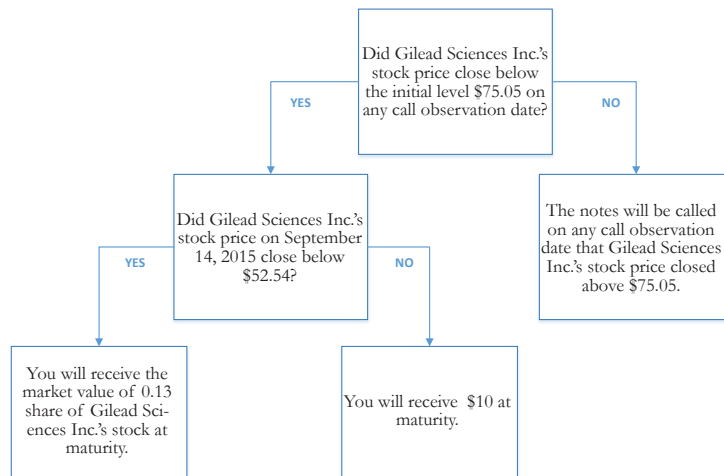 Did Gilead Sciences Inc.'s
stock price close below
the initial level $75.05 on
any call observation date?
YES
NO
Did Gilead Sciences Inc.'s
stock price on September
14, 2015 close below
$52.54?
The notes will be called
on any call observation
date that Gilead Sciences
Inc.'s stock price closed
above $75.05.
YES
NO
You will receive the
market value of 0.13
share of Gilead Sci-
ences Inc.'s stock at
maturity.
You will receive $10 at
maturity.